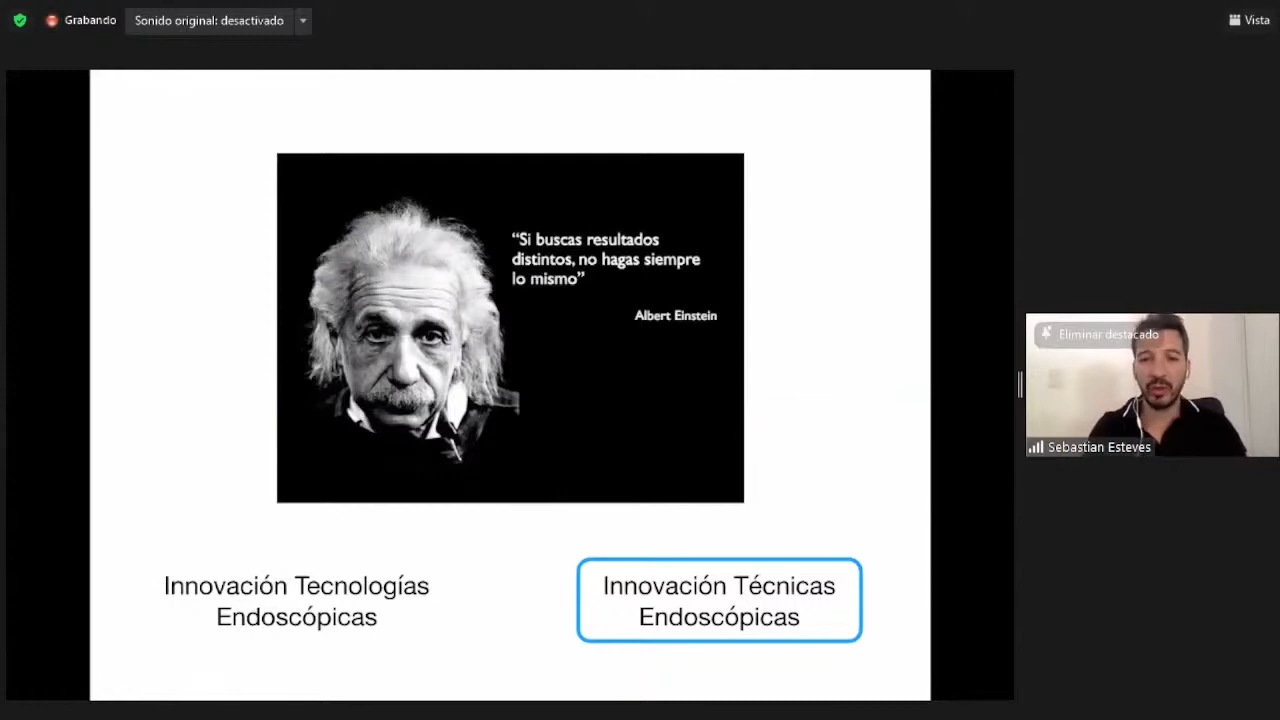 Grabando
Sonido original: desactivado
Vista
“Si buscas resultados
distintos, no hagas siempre
lo mismo”
Albert Einstein
Eliminar destacado
Sebastian Esteves
Innovación Tecnologías
Endoscópicas
Innovación Técnicas
Endoscópicas